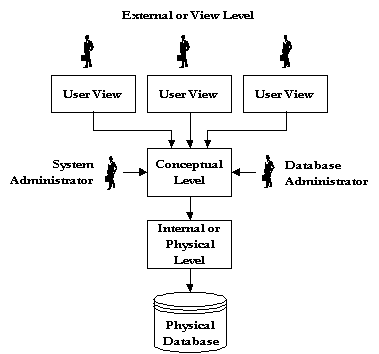 External or View Level
User View
User View
User View
System
Administrator
Conceptual
Level
Database
Administrator
Internal or
Physical
Level
Physical
Database